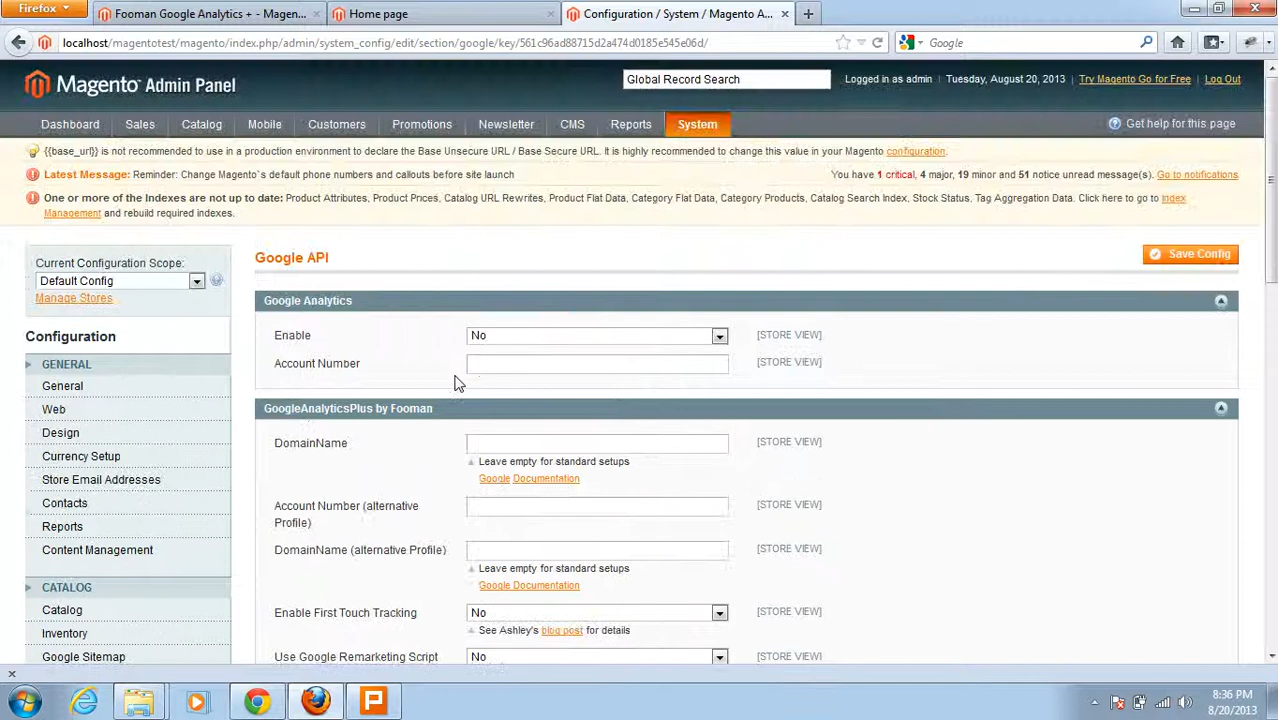 Firefox
Fooman Google Analytics + - Magen...
Home page
Configuration / System / Magento A...
localhost/magentotest/magento/index.php/admin/system_config/edit/section/google/key/561c96ad88715d2a474d0185e545e06d/
Google
Magento Admin Panel
Global Record Search
Logged in as admin
Tuesday, August 20, 2013
Try Magento Go for Free
Log Out
Dashboard
Sales
Catalog
Mobile
Customers
Promotions
Newsletter
CMS
Reports
System
Get help for this page
{{base_url}} is not recommended to use in a production environment to declare the Base Unsecure URL / Base Secure URL. It is highly recommended to change this value in your Magento configuration.
Latest Message: Reminder: Change Magento`s default phone numbers and callouts before site launch
You have 1 critical, 4 major, 19 minor and 51 notice unread message(s). Go to notifications
One or more of the Indexes are not up to date: Product Attributes, Product Prices, Catalog URL Rewrites, Product Flat Data, Category Flat Data, Category Products, Catalog Search Index, Stock Status, Tag Aggregation Data. Click here to go to Index
Management and rebuild required indexes.
Current Configuration Scope:
Default Config
Manage Stores
Configuration
GENERAL
General
Web
Design
Currency Setup
Store Email Addresses
Contacts
Reports
Content Management
CATALOG
Catalog
Inventory
Google Sitemap
Google API
Save Config
Google Analytics
Enable
No
[STORE VIEW]
Account Number
[STORE VIEW]
GoogleAnalyticsPlus by Fooman
DomainName
[STORE VIEW]
Leave empty for standard setups
Google Documentation
Account Number (alternative
Profile)
[STORE VIEW]
DomainName (alternative Profile)
[STORE VIEW]
Leave empty for standard setups
Google Documentation
Enable First Touch Tracking
No
[STORE VIEW]
See Ashley's blog post for details
Use Google Remarketing Script
No
[STORE VIEW]
8:36 PM
8/20/2013